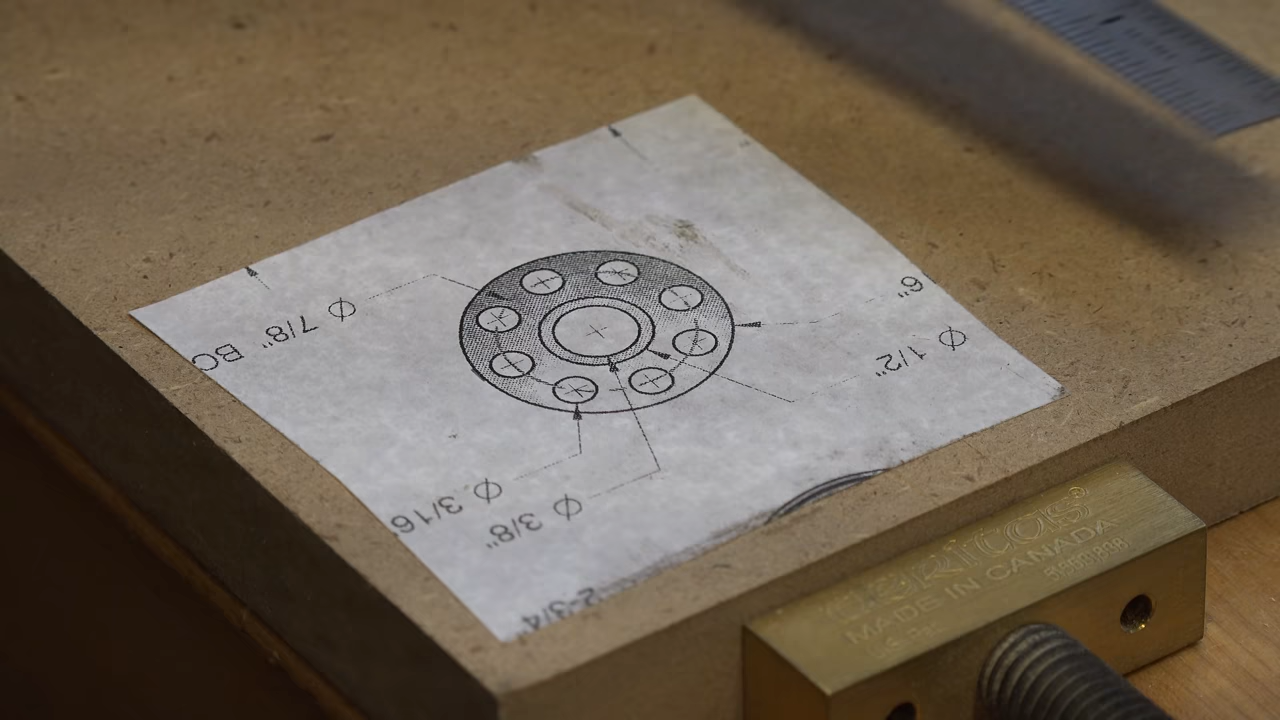 2-3/4
Ø 3/8"
Ø 3/16"
Ø 1/2"
6"
Ø 7/8" BC
MADE IN CANADA